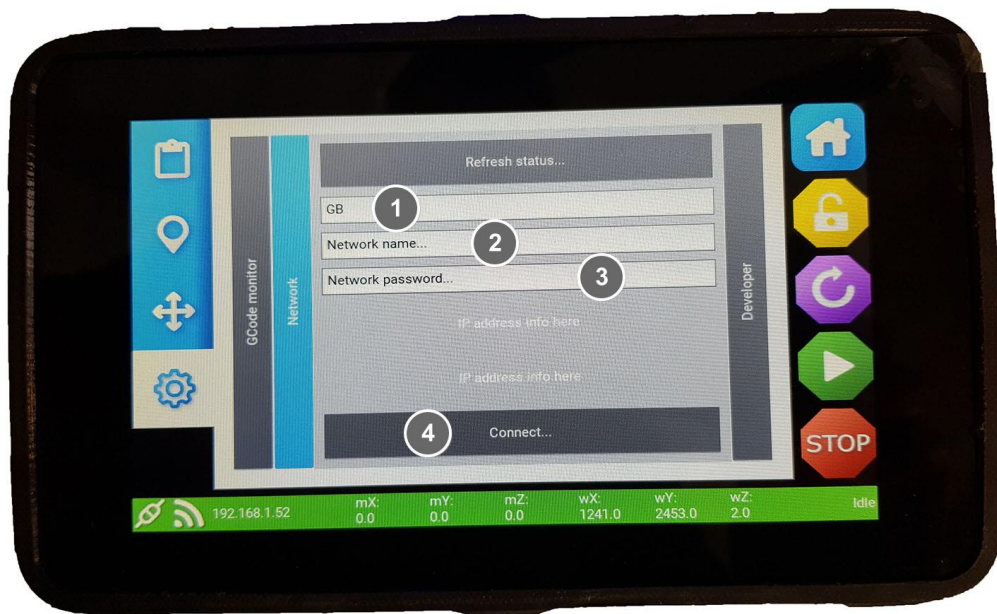 Refresh status...
GB
1
Network name...
2
Network password...
3
GCode monitor
Network
IP address info here
IP address info here
4
Connect...
Developer
STOP
192.168.1.52
mX: mY: mZ: wX: wY: wZ: Idle
0.0 0.0 0.0 1241.0 2453.0 2.0